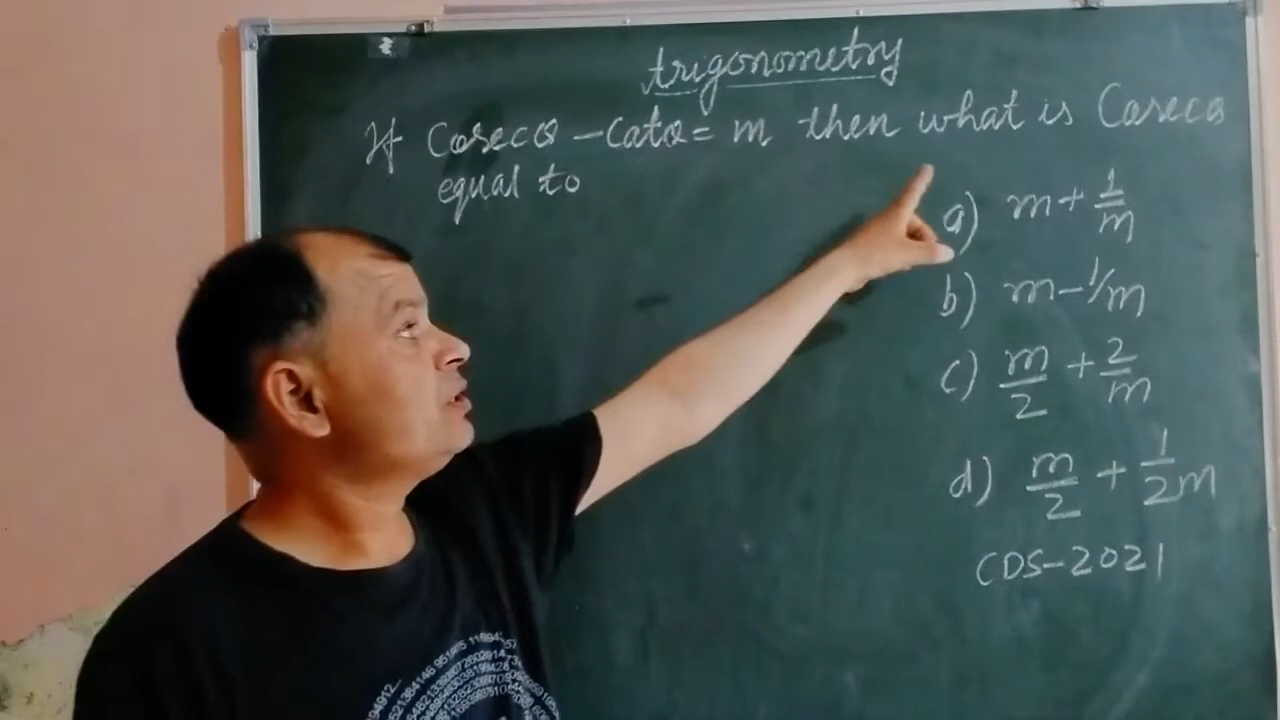 trigonometry
If Cosecθ - Cotθ = m then what is Cosecθ
equal to
a) m + 1/m
b) m - 1/m
c) m/2 + 2/m
d) m/2 + 1/2m
CDS-2021